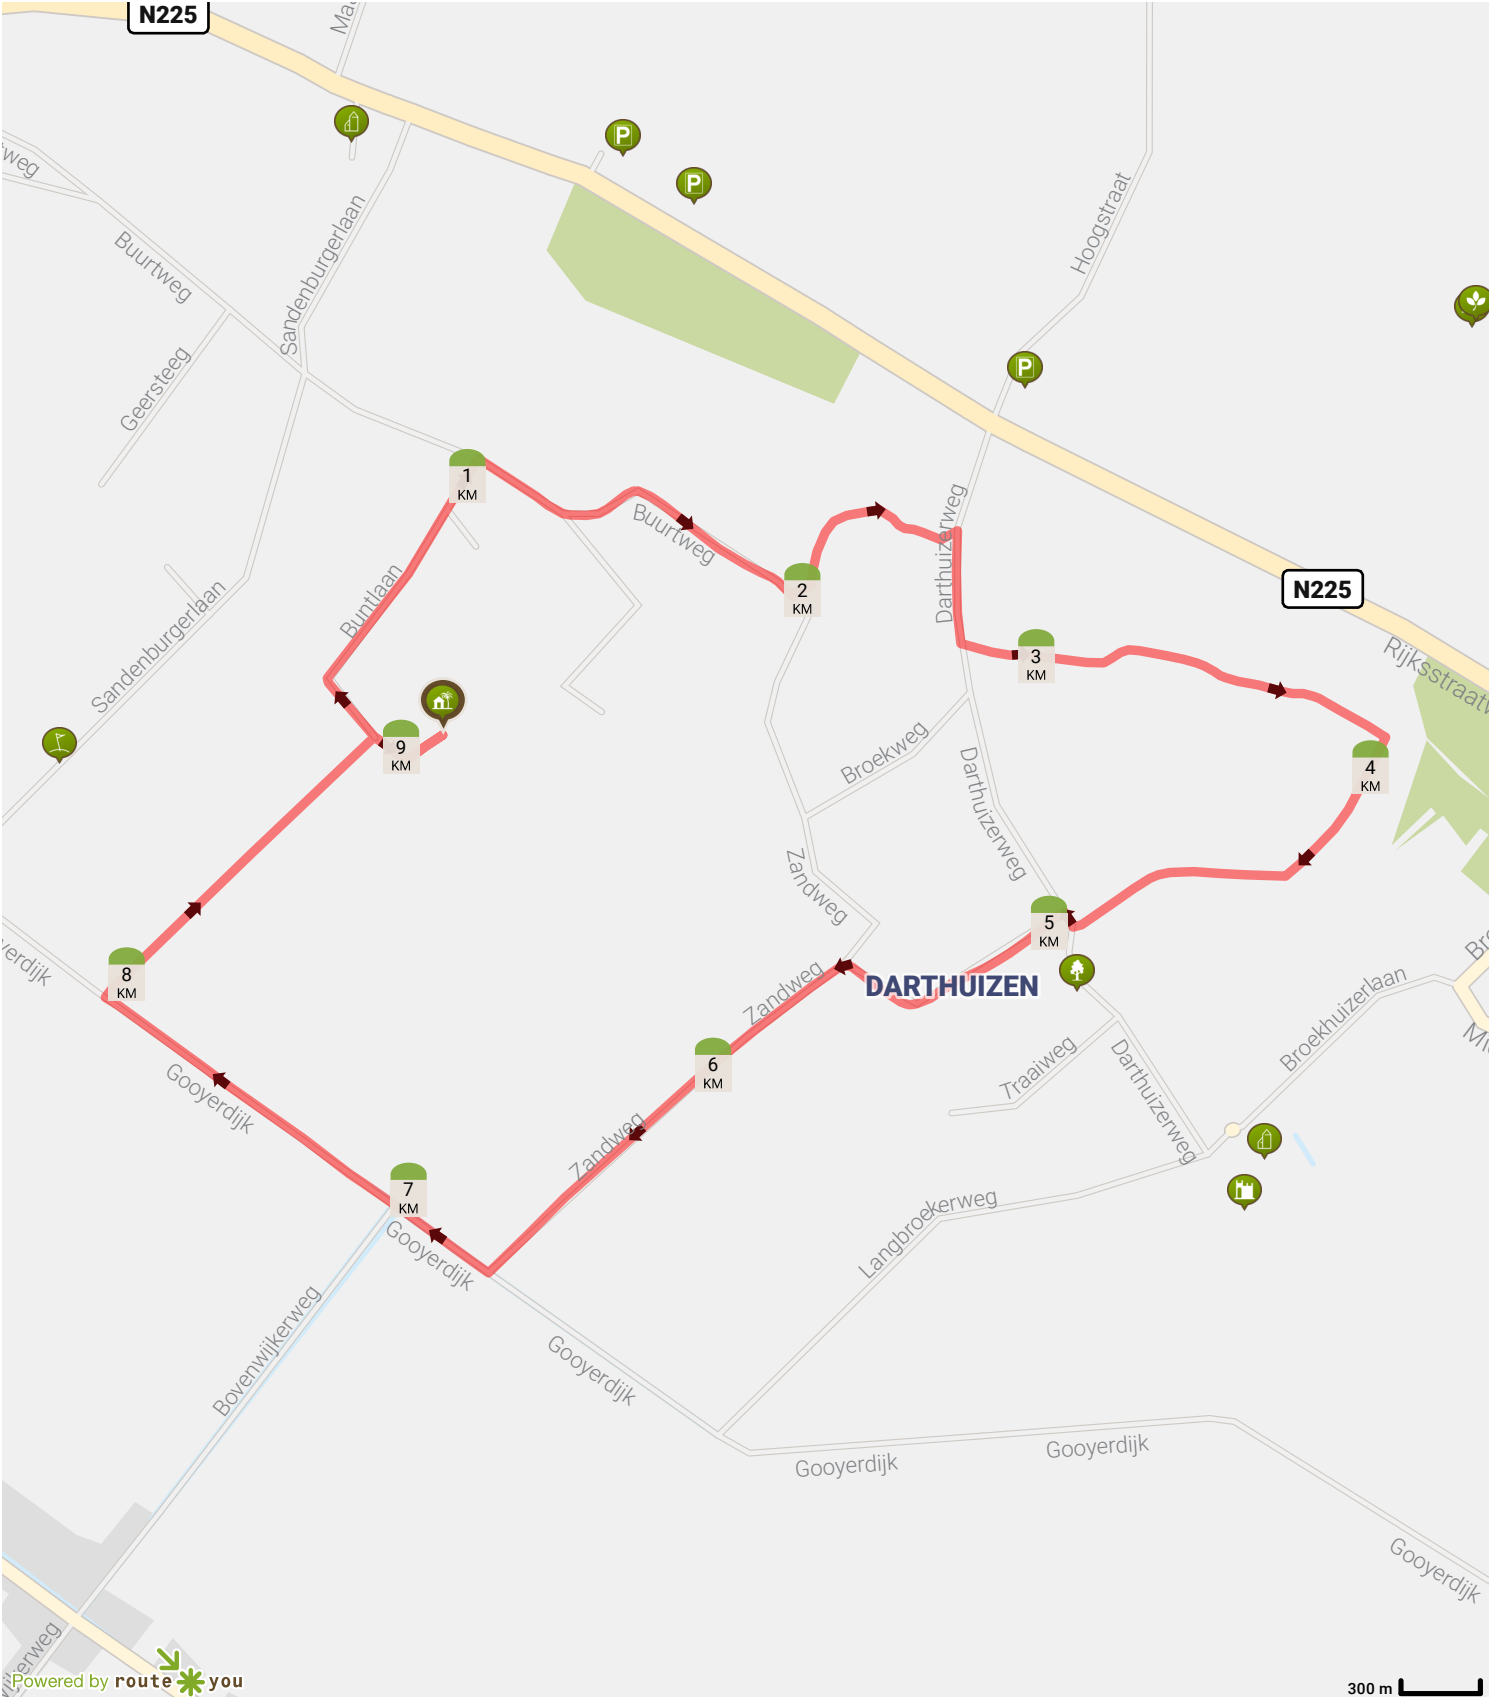 N225
Buurtweg
Sandenburgerlaan
Geersteeg
Hoogstraat
P
P
P
1
KM
Buurtweg
2
KM
Darthuizerweg
N225
Rijksstraatw
Buntlaan
Sandenburgerlaan
3
KM
4
KM
9
KM
Broekweg
Darthuizerweg
Zandweg
5
KM
8
KM
verdijk
Zandweg
DARTHUIZEN
Broekhuizerlaan
6
KM
Traaiweg
Darthuizerweg
Gooyerdijk
Zandweg
7
KM
Gooyerdijk
Langbroekerweg
Bovenwijkerweg
Gooyerdijk
Gooyerdijk
Gooyerdijk
Gooyerdijk
Powered by route you
300 m